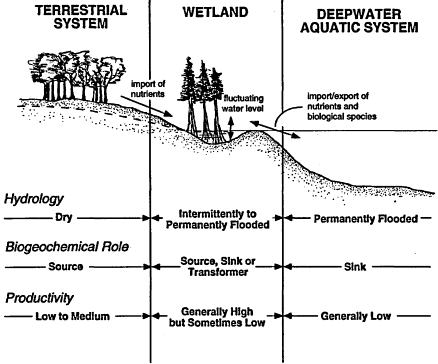 TERRESTRIAL
SYSTEM
WETLAND
DEEPWATER
AQUATIC SYSTEM
import of
nutrients
fluctuating
water level
import/export of
nutrients and
biological species
Hydrology
Dry
Intermittently to
Permanently Flooded
Permanently Flooded
Biogeochemical Role
Source
Source, Sink or
Transformer
Sink
Productivity
Low to Medium
Generally High
but Sometimes Low
Generally Low